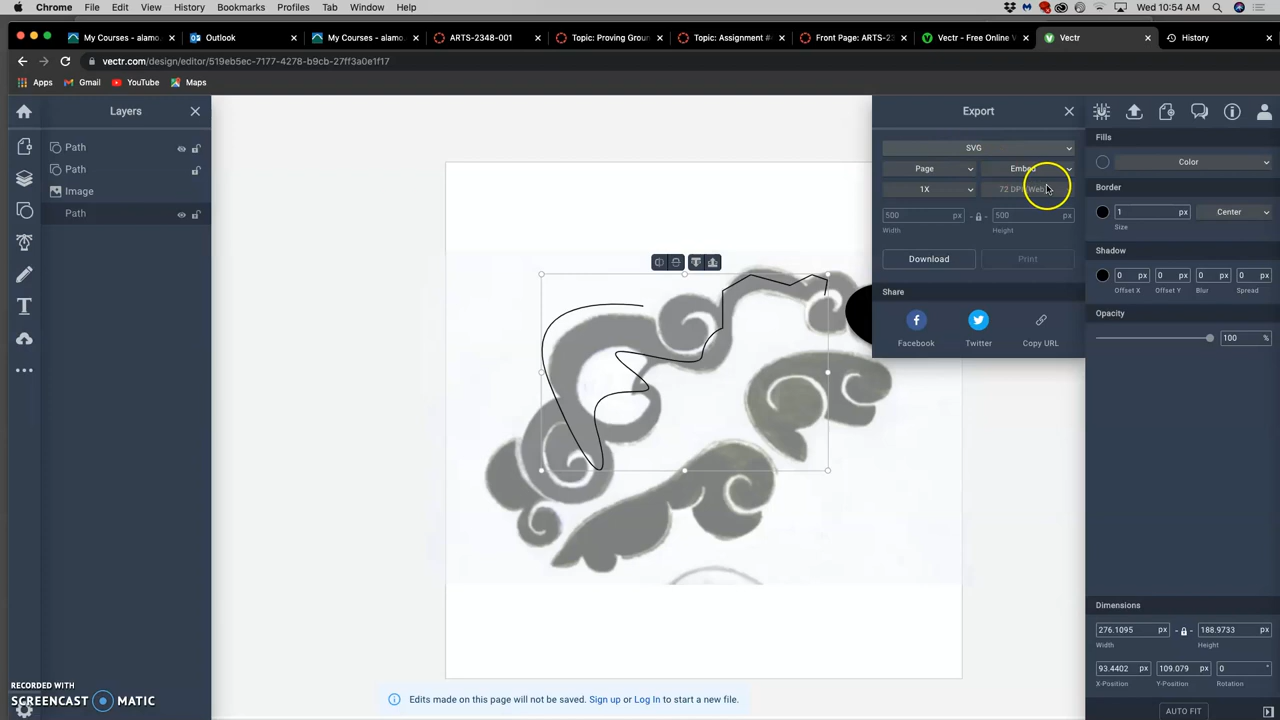 Chrome File Edit View History Bookmarks Profiles Tab Window Help Wed 10:54 AM
My Courses - alamo Outlook My Courses - alamo ARTS-2348-001 Topic: Proving Groun Topic: Assignment # Front Page: ARTS-23 Vectr - Free Online V Vectr History
vectr.com/design/editor/519eb5ec-7177-4278-b9cb-27ff3a0e1f17
Apps Gmail YouTube Maps
Layers
Path
Path
Image
Path
Export
SVG
Page Embed
1X 72 DPI (Web)
500 px - - 500 px
Width Height
Download Print
Share
Facebook Twitter Copy URL
Fills
Color
Border
1 px Center
Size
Shadow
0 px 0 px 0 px 0 px
Offset X Offset Y Blur Spread
Opacity
100 %
Dimensions
276.1095 px - - 188.9733 px
Width Height
93.4402 px 109.079 px 0 °
X-Position Y-Position Rotation
AUTO FIT
Edits made on this page will not be saved. Sign up or Log In to start a new file.
RECORDED WITH
SCREENCAST MATIC